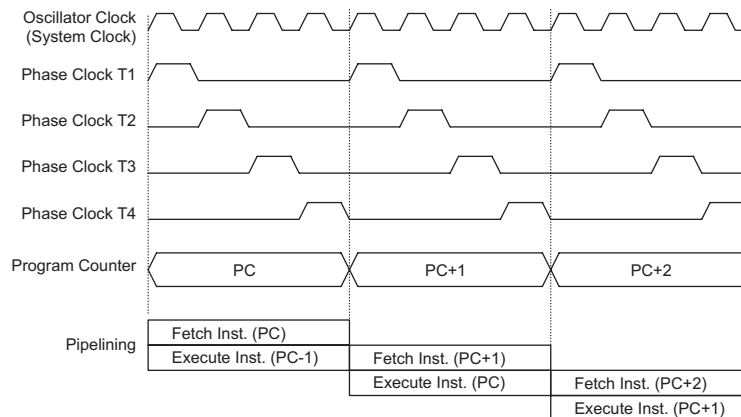 Oscillator Clock
(System Clock)
Phase Clock T1
Phase Clock T2
Phase Clock T3
Phase Clock T4
Program Counter
PC
PC+1
PC+2
Pipelining
Fetch Inst. (PC)
Execute Inst. (PC-1)
Fetch Inst. (PC+1)
Execute Inst. (PC)
Fetch Inst. (PC+2)
Execute Inst. (PC+1)